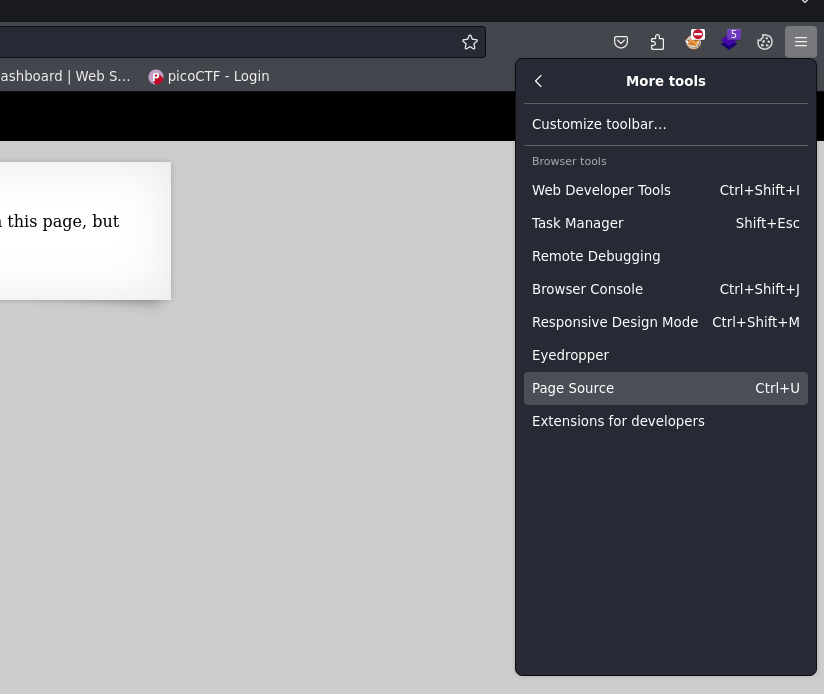 5
ashboard | Web S...
picoCTF - Login
More tools
Customize toolbar...
this page, but
Browser tools
Web Developer Tools Ctrl+Shift+I
Task Manager Shift+Esc
Remote Debugging
Browser Console Ctrl+Shift+J
Responsive Design Mode Ctrl+Shift+M
Eyedropper
Page Source Ctrl+U
Extensions for developers